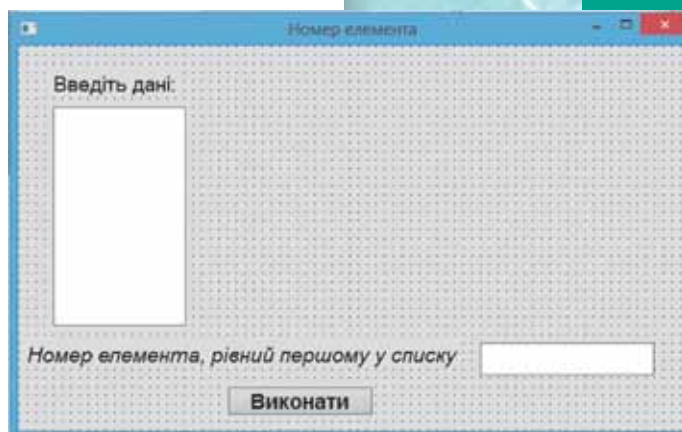 Номер елемента
Введіть дані:
Номер елемента, рівний першому у списку
Виконати